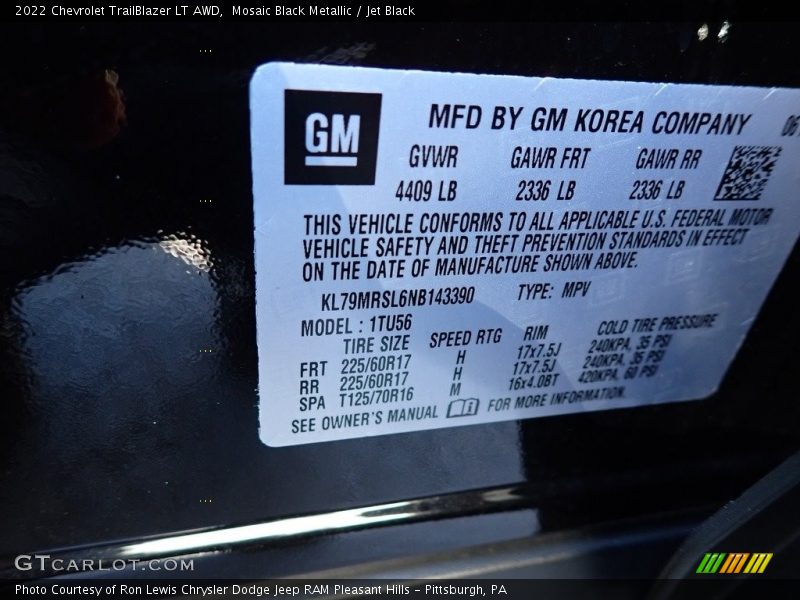 2022 Chevrolet TrailBlazer LT AWD,  Mosaic Black Metallic / Jet Black
GM
MFD BY GM KOREA COMPANY
GVWR GAWR FRT GAWR RR
4409 LB 2336 LB 2336 LB
THIS VEHICLE CONFORMS TO ALL APPLICABLE U.S. FEDERAL MOTOR
VEHICLE SAFETY AND THEFT PREVENTION STANDARDS IN EFFECT
ON THE DATE OF MANUFACTURE SHOWN ABOVE.
KL79MRSL6NB143390 TYPE: MPV
MODEL : 1TU56
TIRE SIZE SPEED RTG RIM COLD TIRE PRESSURE
FRT 225/60R17 H 17x7.5J 240KPA, 35 PSI
RR 225/60R17 H 17x7.5J 240KPA, 35 PSI
SPA T125/70R16 M 16x4.0BT 420KPA, 60 PSI
SEE OWNER'S MANUAL FOR MORE INFORMATION.
GTCARLOT.COM
Photo Courtesy of Ron Lewis Chrysler Dodge Jeep RAM Pleasant Hills - Pittsburgh, PA